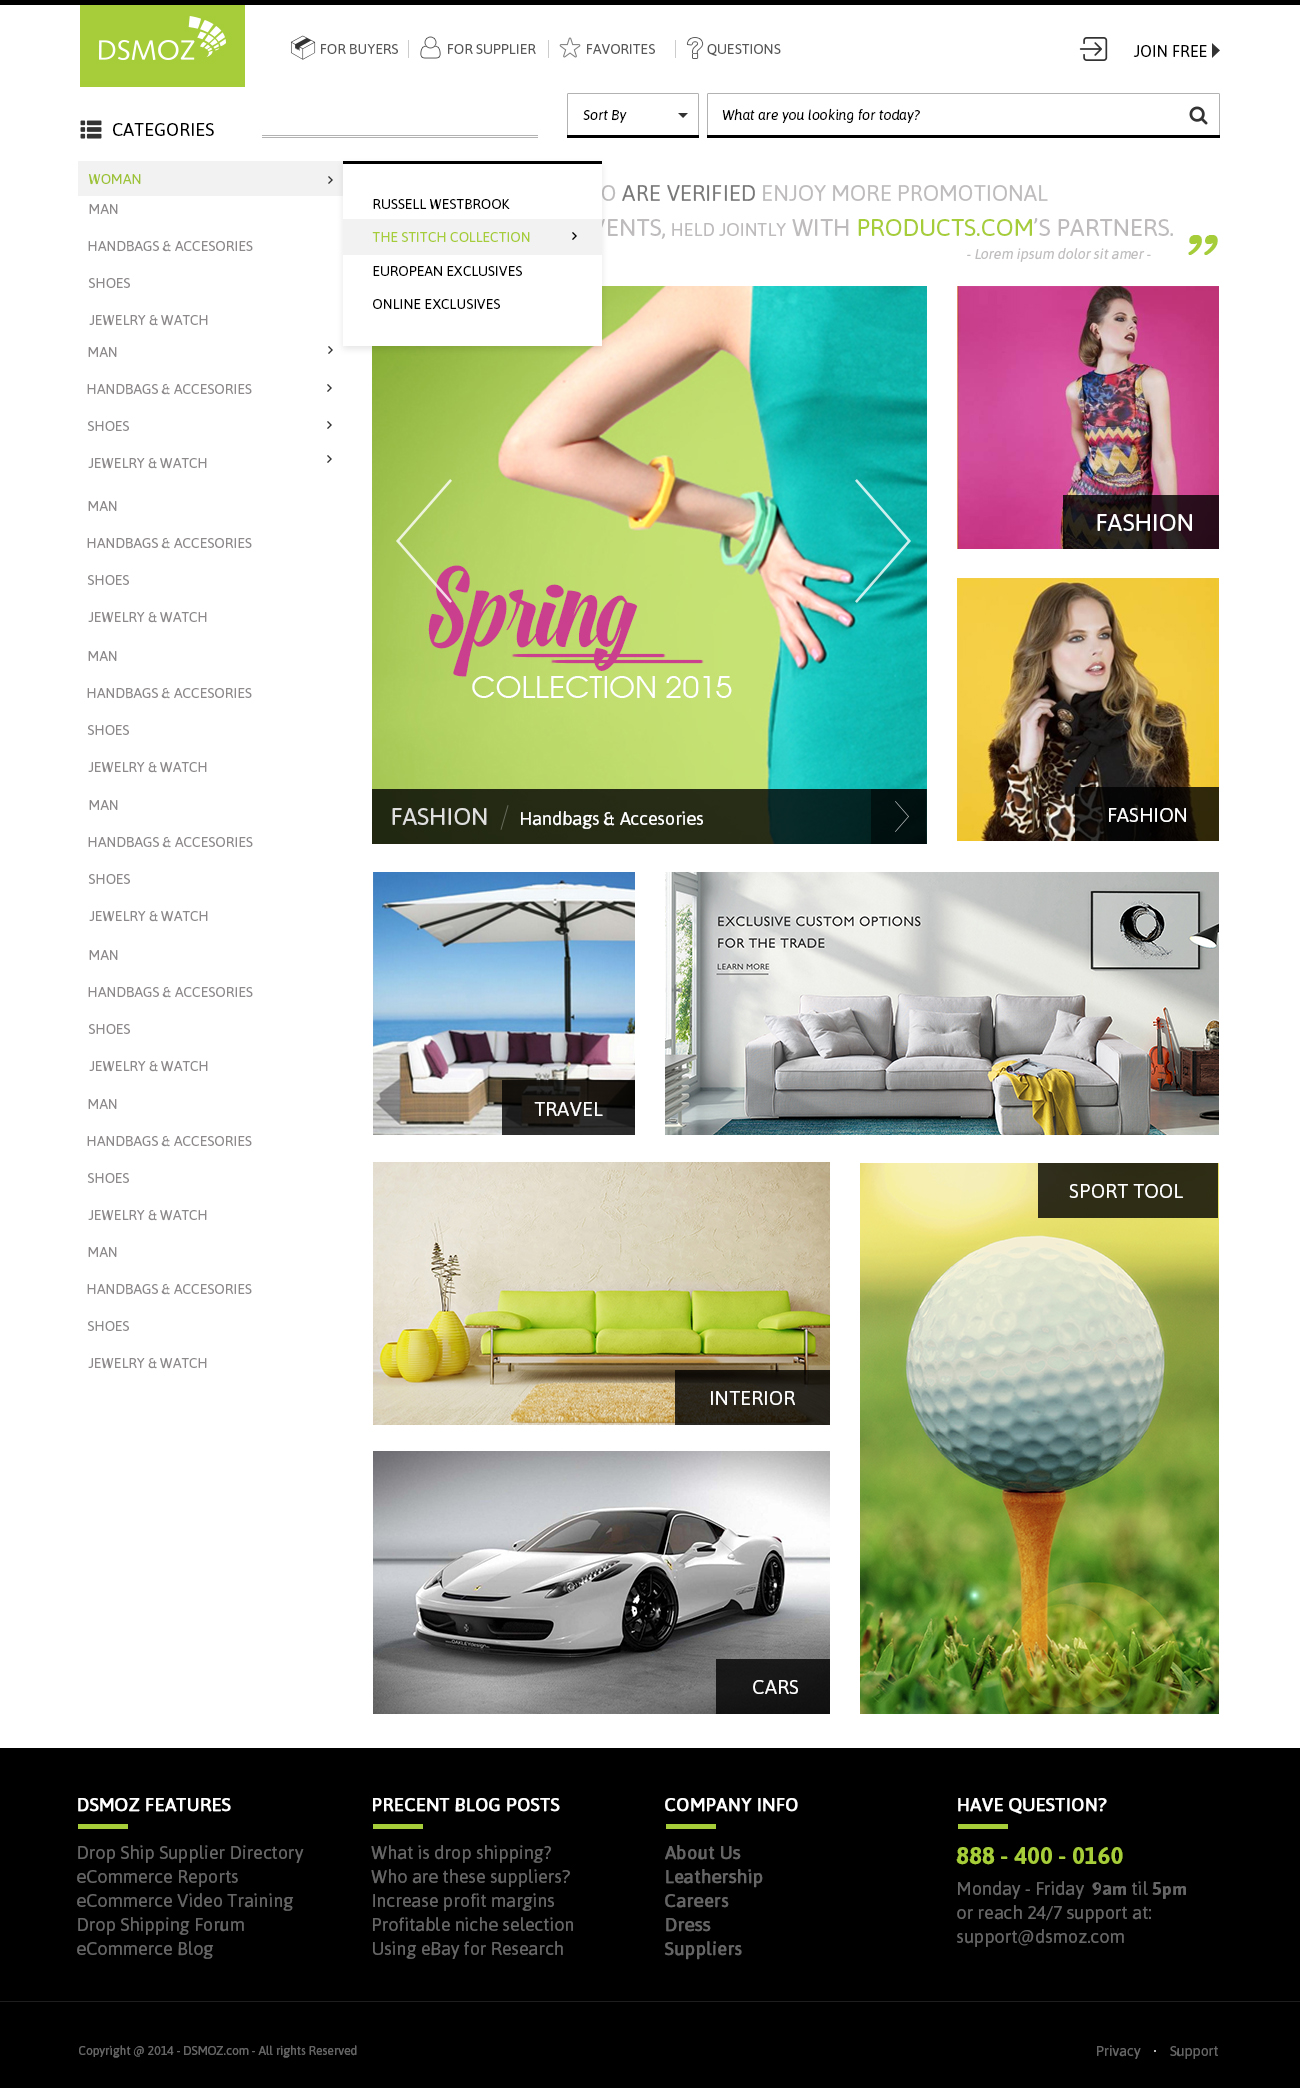 DSMOZ
FOR BUYERS
FOR SUPPLIER
FAVORITES
QUESTIONS
JOIN FREE
CATEGORIES
Sort By
What are you looking for today?
WOMAN
MAN
HANDBAGS & ACCESORIES
SHOES
JEWELRY & WATCH
MAN
HANDBAGS & ACCESORIES
SHOES
JEWELRY & WATCH
MAN
HANDBAGS & ACCESORIES
SHOES
JEWELRY & WATCH
MAN
HANDBAGS & ACCESORIES
SHOES
JEWELRY & WATCH
MAN
HANDBAGS & ACCESORIES
SHOES
JEWELRY & WATCH
MAN
HANDBAGS & ACCESORIES
SHOES
JEWELRY & WATCH
MAN
HANDBAGS & ACCESORIES
SHOES
JEWELRY & WATCH
MAN
HANDBAGS & ACCESORIES
SHOES
JEWELRY & WATCH
RUSSELL WESTBROOK
THE STITCH COLLECTION
EUROPEAN EXCLUSIVES
ONLINE EXCLUSIVES
ARE VERIFIED ENJOY MORE PROMOTIONAL
HELD JOINTLY WITH PRODUCTS.COM'S PARTNERS.
- Lorem ipsum dolor sit amer -
Spring
COLLECTION 2015
FASHION / Handbags & Accesories
FASHION
FASHION
TRAVEL
EXCLUSIVE CUSTOM OPTIONS
FOR THE TRADE
LEARN MORE
INTERIOR
SPORT TOOL
CARS
DSMOZ FEATURES
Drop Ship Supplier Directory
eCommerce Reports
eCommerce Video Training
Drop Shipping Forum
eCommerce Blog
PRECENT BLOG POSTS
What is drop shipping?
Who are these suppliers?
Increase profit margins
Profitable niche selection
Using eBay for Research
COMPANY INFO
About Us
Leathership
Careers
Dress
Suppliers
HAVE QUESTION?
888 - 400 - 0160
Monday - Friday 9am til 5pm
or reach 24/7 support at:
support@dsmoz.com
Copyright @ 2014 - DSMOZ.com - All rights Reserved
Privacy · Support